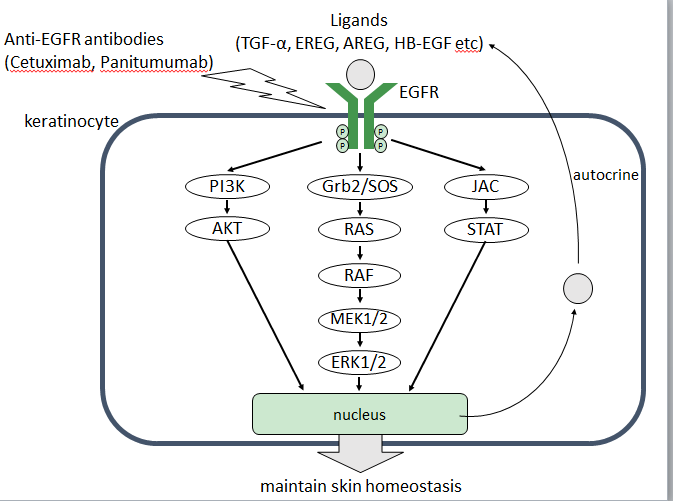 Ligands
(TGF-α, EREG, AREG, HB-EGF etc)
Anti-EGFR antibodies
(Cetuximab, Panitumumab)
EGFR
keratinocyte
P P
P P
autocrine
PI3K Grb2/SOS JAC
AKT RAS STAT
RAF
MEK1/2
ERK1/2
nucleus
maintain skin homeostasis